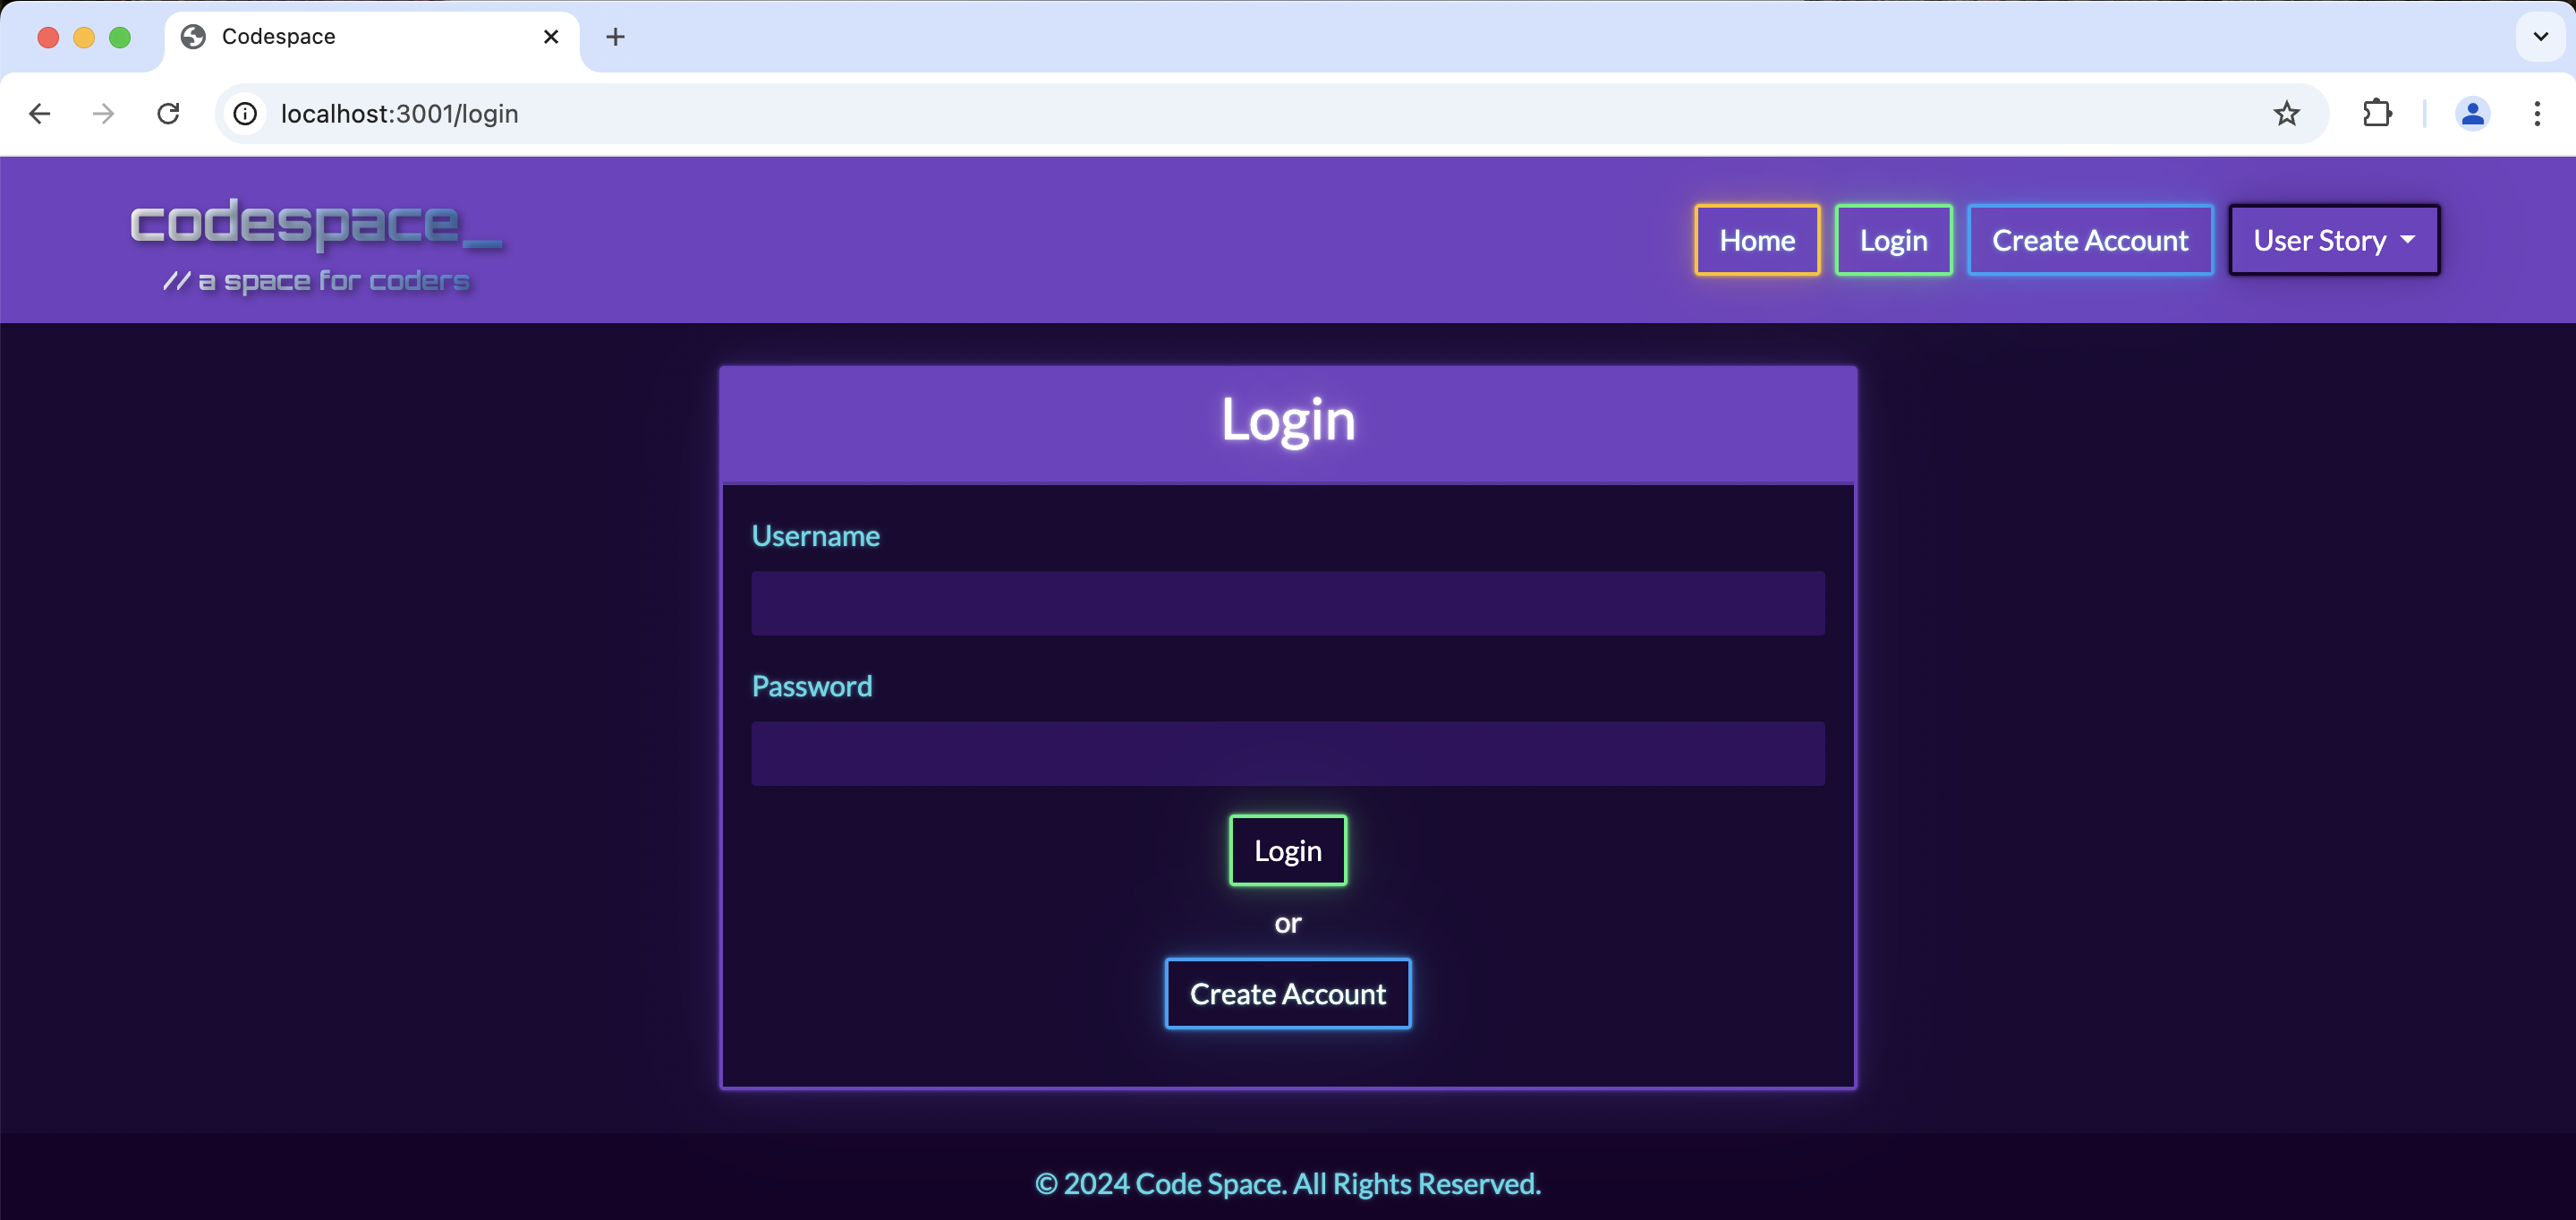 Codespace
localhost:3001/login
codespace_
// a space for coders
Home Login Create Account User Story
Login
Username
Password
Login
or
Create Account
© 2024 Code Space. All Rights Reserved.